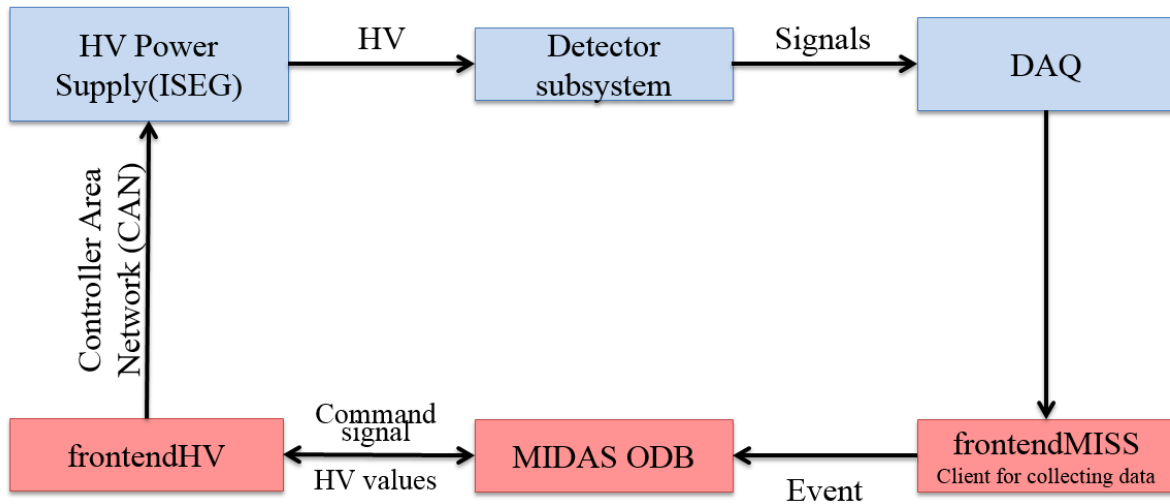 HV Power
Supply(ISEG)
HV
Detector
subsystem
Signals
DAQ
Controller Area
Network (CAN)
frontendHV
Command
signal
HV values
MIDAS ODB
Event
frontendMISS
Client for collecting data